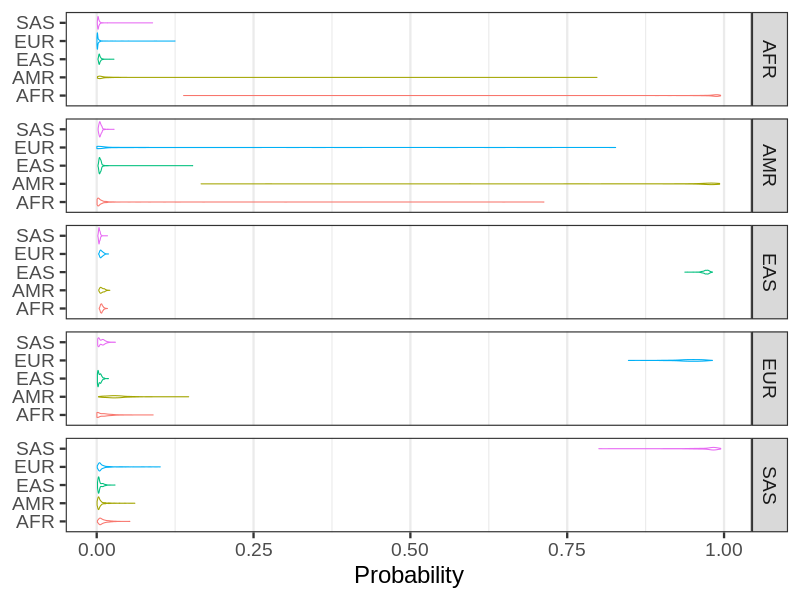 SAS
EUR
EAS
AMR
AFR
AFR
SAS
EUR
EAS
AMR
AFR
AMR
SAS
EUR
EAS
AMR
AFR
EAS
SAS
EUR
EAS
AMR
AFR
EUR
SAS
EUR
EAS
AMR
AFR
SAS
0.00 0.25 0.50 0.75 1.00
Probability